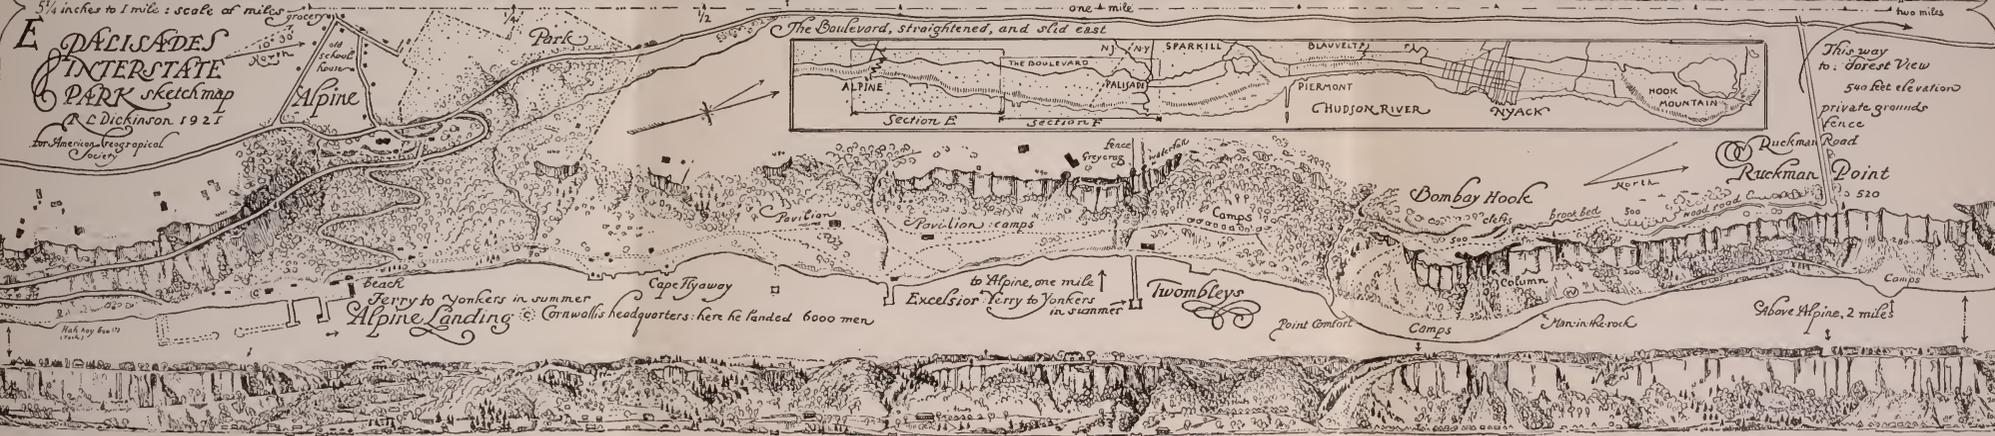 5¼ inches to 1 mile : scale of miles
1/4
1/2
one mile
two miles
E
PALISADES
INTERSTATE
PARK sketchmap
R L Dickinson 1921
for American Geograpical
Society
10° 30'
North
grocery
old
school
house
Alpine
Park
The Boulevard, straightened, and slid east
ALPINE
THE BOULEVARD
NJ NY
PALISADE
SPARKILL
BLAUVELT
PIERMONT
HUDSON RIVER
NYACK
HOOK
MOUNTAIN
Section E
Section F
This way
to: Forest View
540 feet elevation
private grounds
fence
Ruckman Road
Ruckman Point
520
North
fence
Greycrag
waterfall
Pavilion
Pavilion : camps
Camps
Bombay Hook
clefts
brook bed
500
wood road
500
Column
300
Camps
beach
Ferry to Yonkers in summer
Alpine Landing
C Cornwallis headquarters: here he landed 6000 men
Cape Flyaway
to Alpine, one mile
Excelsior: Ferry to Yonkers
in summer
Twombleys
Point Comfort
Camps
Man-in-the-rock
Above Alpine, 2 miles